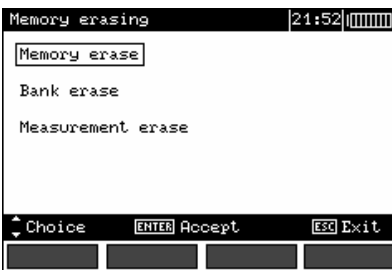 Memory erasing 21:52
Memory erase
Bank erase
Measurement erase
Choice ENTER Accept ESC Exit